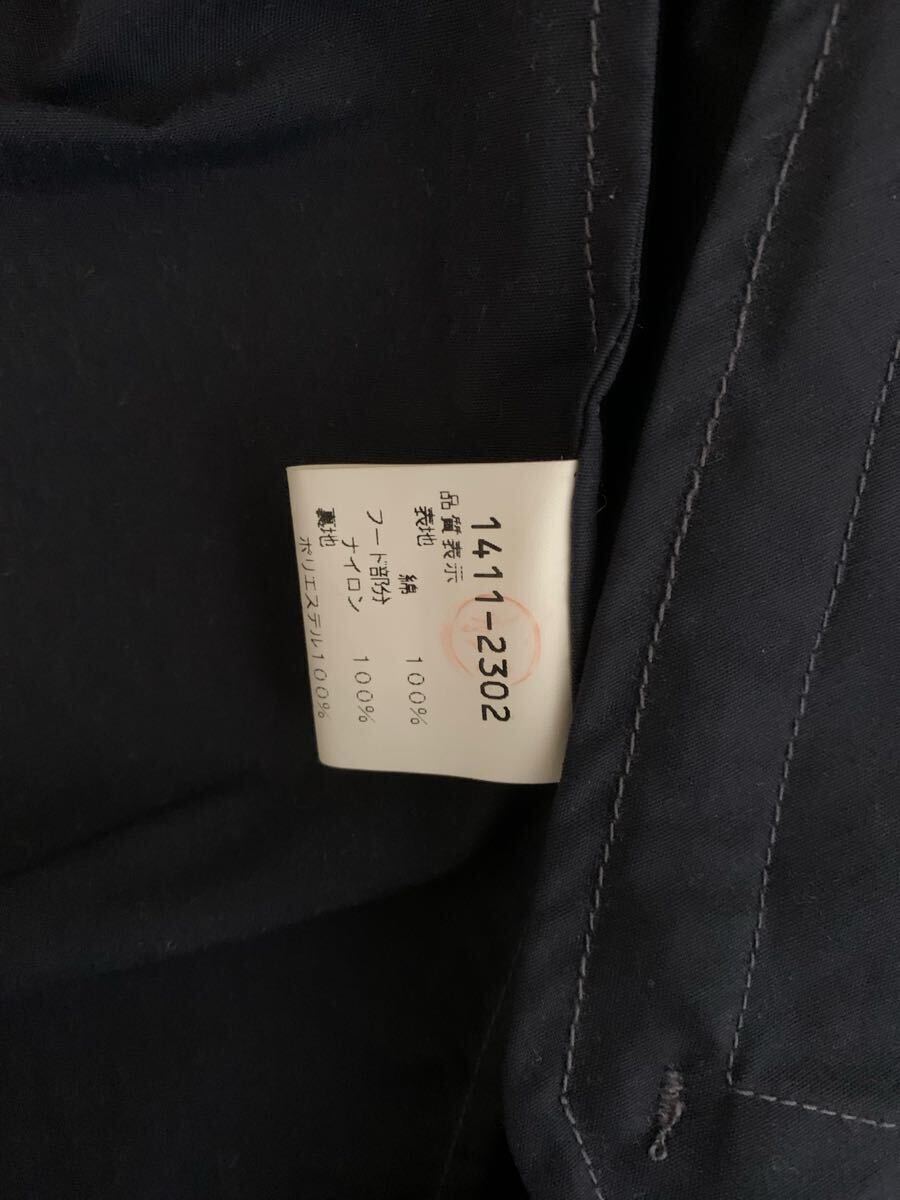 1411-2302
品質表示
表地
綿 100%
フード部分
ナイロン 100%
裏地
ポリエステル100%